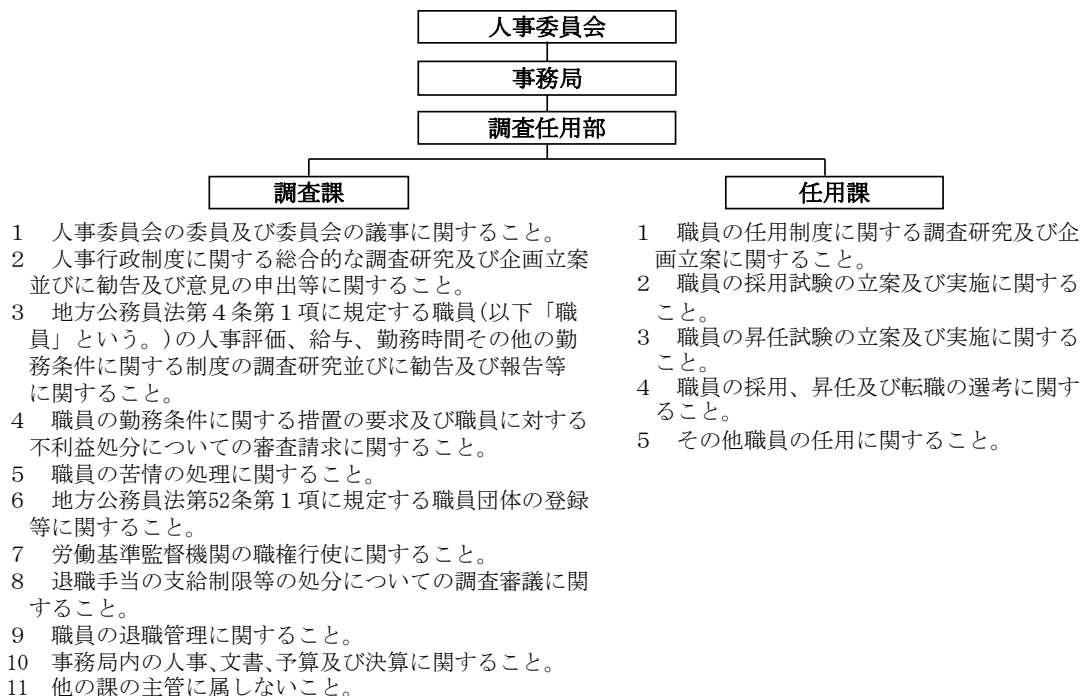 人事委員会
事務局
調査任用部
調査課
1 人事委員会の委員及び委員会の議事に関すること。
2 人事行政制度に関する総合的な調査研究及び企画立案
並びに勧告及び意見の申出等に関すること。
3 地方公務員法第4条第1項に規定する職員(以下「職
員」という。)の人事評価、給与、勤務時間その他の勤
務条件に関する制度の調査研究並びに勧告及び報告等
に関すること。
4 職員の勤務条件に関する措置の要求及び職員に対する
不利益処分についての審査請求に関すること。
5 職員の苦情の処理に関すること。
6 地方公務員法第52条第1項に規定する職員団体の登録
等に関すること。
7 労働基準監督機関の職権行使に関すること。
8 退職手当の支給制限等の処分についての調査審議に関
すること。
9 職員の退職管理に関すること。
10 事務局内の人事、文書、予算及び決算に関すること。
11 他の課の主管に属しないこと。
任用課
1 職員の任用制度に関する調査研究及び企
画立案に関すること。
2 職員の採用試験の立案及び実施に関する
こと。
3 職員の昇任試験の立案及び実施に関する
こと。
4 職員の採用、昇任及び転職の選考に関す
ること。
5 その他職員の任用に関すること。